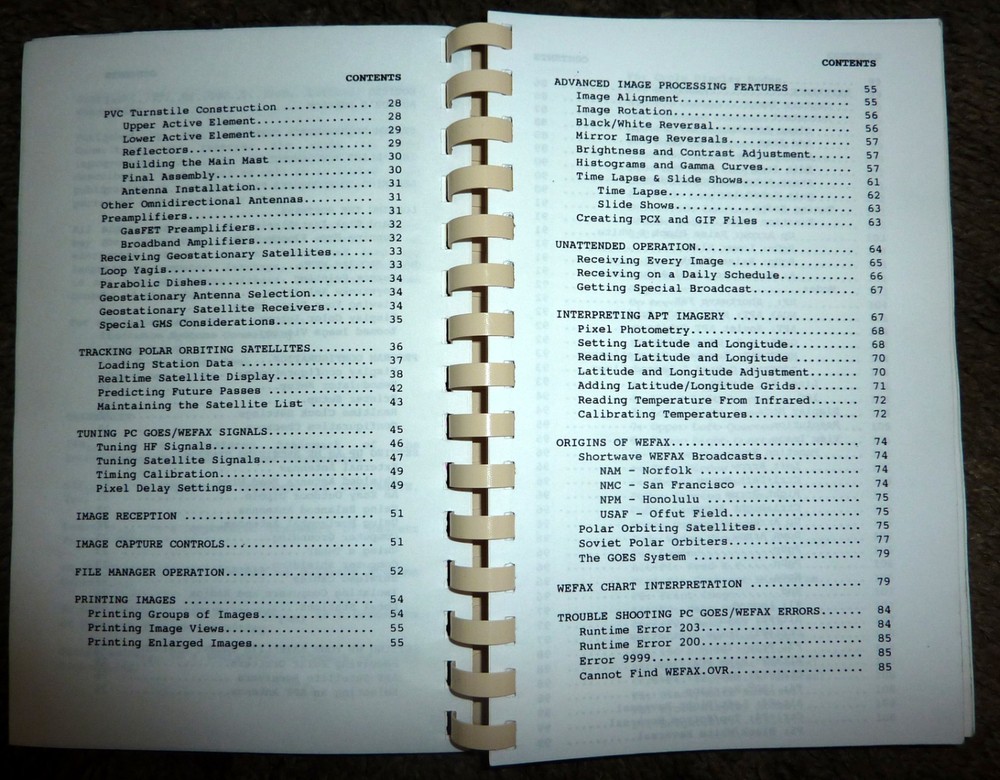 CONTENTS
PVC Turnstile Construction ............. 28
Upper Active Element................. 28
Lower Active Element................. 29
Reflectors........................... 29
Building the Main Mast .............. 30
Final Assembly....................... 30
Antenna Installation................. 31
Other Omnidirectional Antennas.......... 31
Preamplifiers........................... 31
GasFET Preamplifiers................. 32
Broadband Amplifiers................. 32
Receiving Geostationary Satellites...... 33
Loop Yagis.............................. 33
Parabolic Dishes........................ 34
Geostationary Antenna Selection......... 34
Geostationary Satellite Receivers....... 34
Special GMS Considerations.............. 35
TRACKING POLAR ORBITING SATELLITES......... 36
Loading Station Data ................... 37
Realtime Satellite Display.............. 38
Predicting Future Passes ............... 42
Maintaining the Satellite List ......... 43
TUNING PC GOES/WEFAX SIGNALS............... 45
Tuning HF Signals....................... 46
Tuning Satellite Signals................ 47
Timing Calibration...................... 49
Pixel Delay Settings.................... 49
IMAGE RECEPTION ........................... 51
IMAGE CAPTURE CONTROLS..................... 51
FILE MANAGER OPERATION..................... 52
PRINTING IMAGES ........................... 54
Printing Groups of Images................ 54
Printing Image Views..................... 55
Printing Enlarged Images................. 55
CONTENTS
ADVANCED IMAGE PROCESSING FEATURES ........ 55
Image Alignment......................... 55
Image Rotation.......................... 56
Black/White Reversal.................... 56
Mirror Image Reversals.................. 57
Brightness and Contrast Adjustment...... 57
Histograms and Gamma Curves............. 57
Time Lapse & Slide Shows................ 61
Time Lapse........................... 62
Slide Shows.......................... 63
Creating PCX and GIF Files ............. 63
UNATTENDED OPERATION....................... 64
Receiving Every Image .................. 65
Receiving on a Daily Schedule........... 66
Getting Special Broadcast............... 67
INTERPRETING APT IMAGERY .................. 67
Pixel Photometry........................ 68
Setting Latitude and Longitude.......... 68
Reading Latitude and Longitude ......... 70
Latitude and Longitude Adjustment....... 70
Adding Latitude/Longitude Grids......... 71
Reading Temperature From Infrared....... 72
Calibrating Temperatures................ 72
ORIGINS OF WEFAX........................... 74
Shortwave WEFAX Broadcasts.............. 74
NAM - Norfolk ....................... 74
NMC - San Francisco ................. 74
NPM - Honolulu ...................... 75
USAF - Offut Field................... 75
Polar Orbiting Satellites............... 75
Soviet Polar Orbiters................... 77
The GOES System ........................ 79
WEFAX CHART INTERPRETATION ................ 79
TROUBLE SHOOTING PC GOES/WEFAX ERRORS...... 84
Runtime Error 203....................... 84
Runtime Error 200....................... 85
Error 9999.............................. 85
Cannot Find WEFAX.OVR................... 85